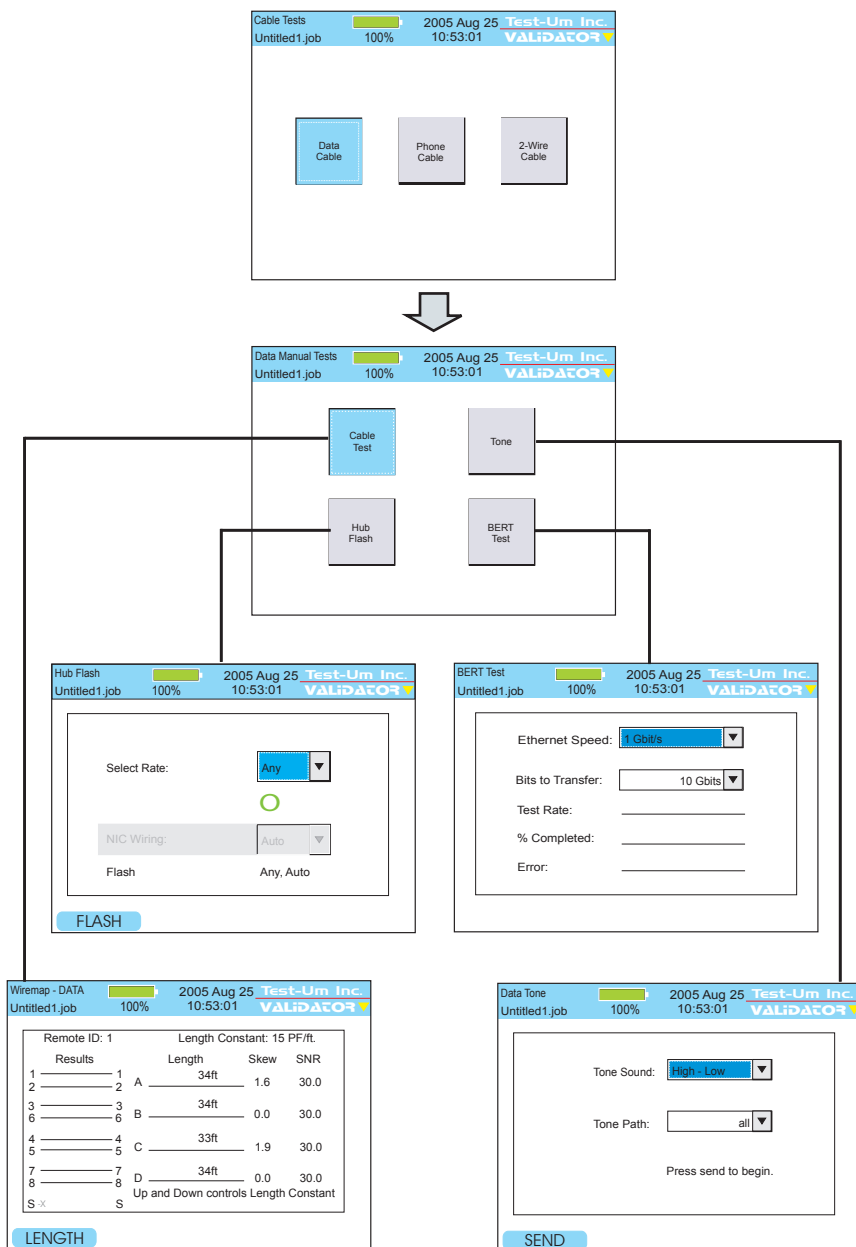 Cable Tests 2005 Aug 25 Test-Um Inc.
Untitled1.job 100% 10:53:01 VALIDATOR
Data Cable
Phone Cable
2-Wire Cable
Data Manual Tests 2005 Aug 25 Test-Um Inc.
Untitled1.job 100% 10:53:01 VALIDATOR
Cable Test
Tone
Hub Flash
BERT Test
Hub Flash 2005 Aug 25 Test-Um Inc.
Untitled1.job 100% 10:53:01 VALIDATOR
Select Rate: Any
O
NIC Wiring: Auto
Flash Any, Auto
FLASH
BERT Test 2005 Aug 25 Test-Um Inc.
Untitled1.job 100% 10:53:01 VALIDATOR
Ethernet Speed: 1 Gbit/s
Bits to Transfer: 10 Gbits
Test Rate:
% Completed:
Error:
Wiremap - DATA 2005 Aug 25 Test-Um Inc.
Untitled1.job 100% 10:53:01 VALIDATOR
Remote ID: 1 Length Constant: 15 PF/ft.
Results Length Skew SNR
1 1 34ft
2 2 A 1.6 30.0
3 3 34ft
6 6 B 0.0 30.0
4 4 33ft
5 5 C 1.9 30.0
7 7 34ft
8 8 D 0.0 30.0
Up and Down controls Length Constant
S -X S
LENGTH
Data Tone 2005 Aug 25 Test-Um Inc.
Untitled1.job 100% 10:53:01 VALIDATOR
Tone Sound: High - Low
Tone Path: all
Press send to begin.
SEND